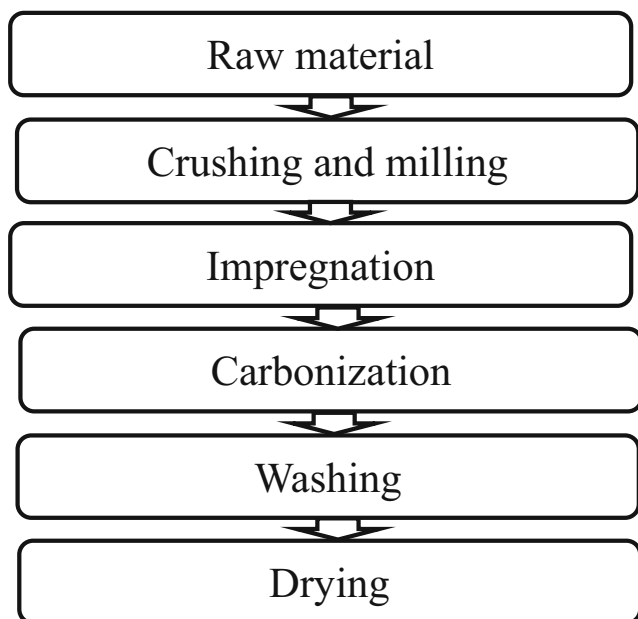 Raw material
Crushing and milling
Impregnation
Carbonization
Washing
Drying